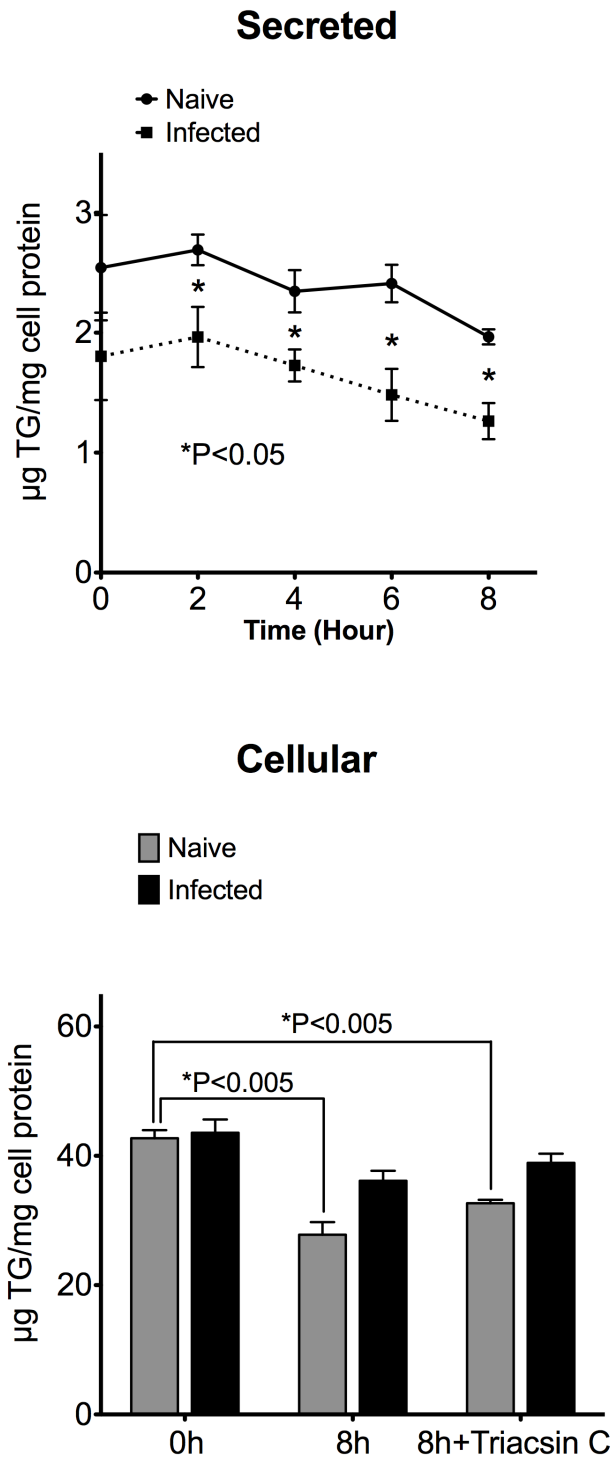 Secreted
Naive
Infected
µg TG/mg cell protein
3
2
1
0
*
*
*
*
*P<0.05
0 2 4 6 8
Time (Hour)
Cellular
Naive
Infected
µg TG/mg cell protein
60
40
20
0
*P<0.005
*P<0.005
0h 8h 8h+Triacsin C